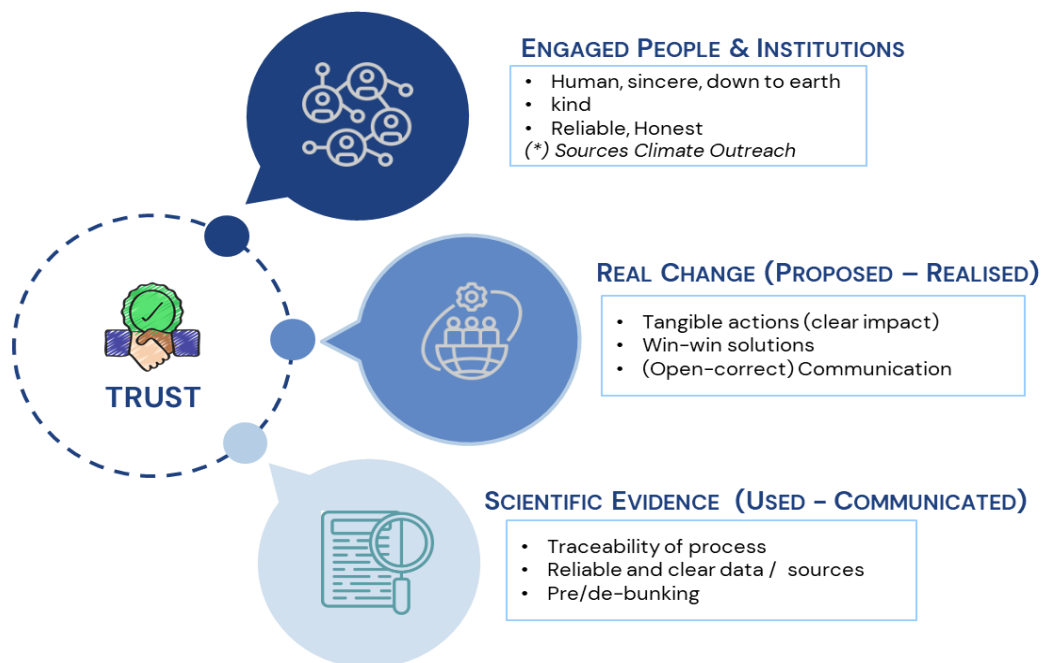 ENGAGED PEOPLE & INSTITUTIONS
• Human, sincere, down to earth
• kind
• Reliable, Honest
(*) Sources Climate Outreach
TRUST
REAL CHANGE (PROPOSED – REALISED)
• Tangible actions (clear impact)
• Win-win solutions
• (Open-correct) Communication
SCIENTIFIC EVIDENCE (USED - COMMUNICATED)
• Traceability of process
• Reliable and clear data / sources
• Pre/de-bunking